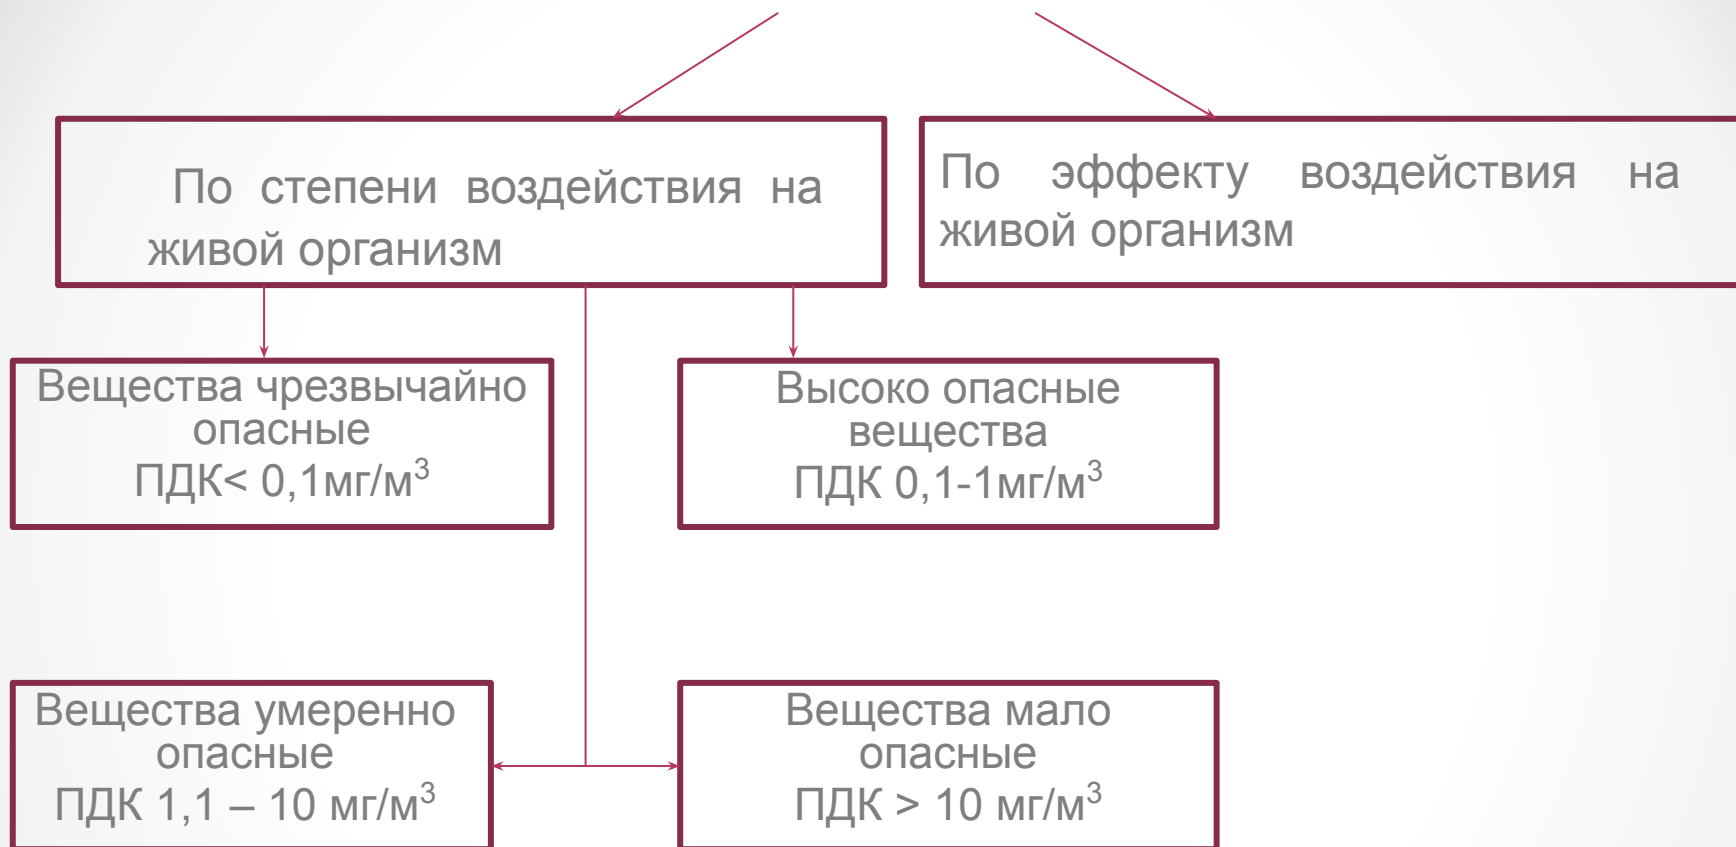 По степени воздействия на
живой организм
По эффекту воздействия на
живой организм
Вещества чрезвычайно
опасные
ПДК< 0,1мг/м³
Высоко опасные
вещества
ПДК 0,1-1мг/м³
Вещества умеренно
опасные
ПДК 1,1 – 10 мг/м³
Вещества мало
опасные
ПДК > 10 мг/м³